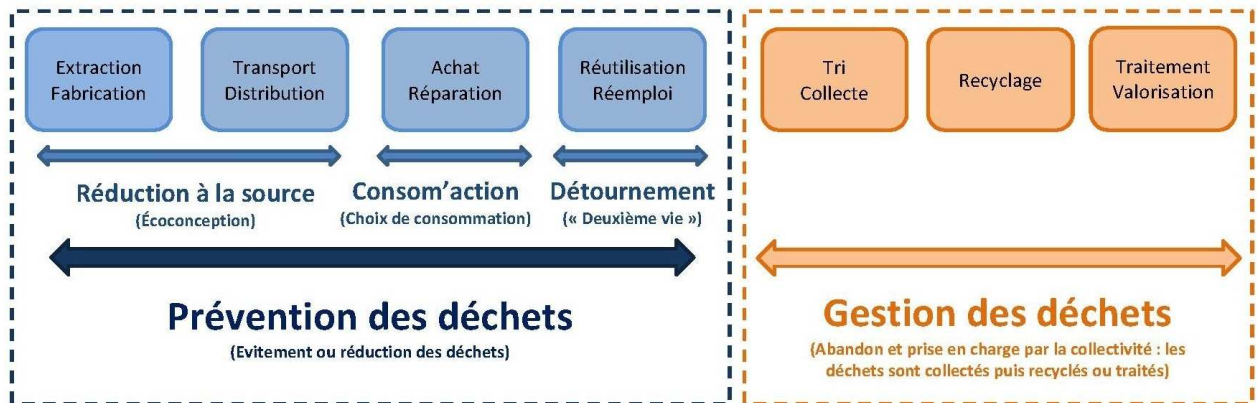 Extraction
Fabrication
Transport
Distribution
Achat
Réparation
Réutilisation
Réemploi
Réduction à la source
(Écoconception)
Consom’action
(Choix de consommation)
Détournement
(« Deuxième vie »)
Prévention des déchets
(Evitement ou réduction des déchets)
Tri
Collecte
Recyclage
Traitement
Valorisation
Gestion des déchets
(Abandon et prise en charge par la collectivité : les
déchets sont collectés puis recyclés ou traités)